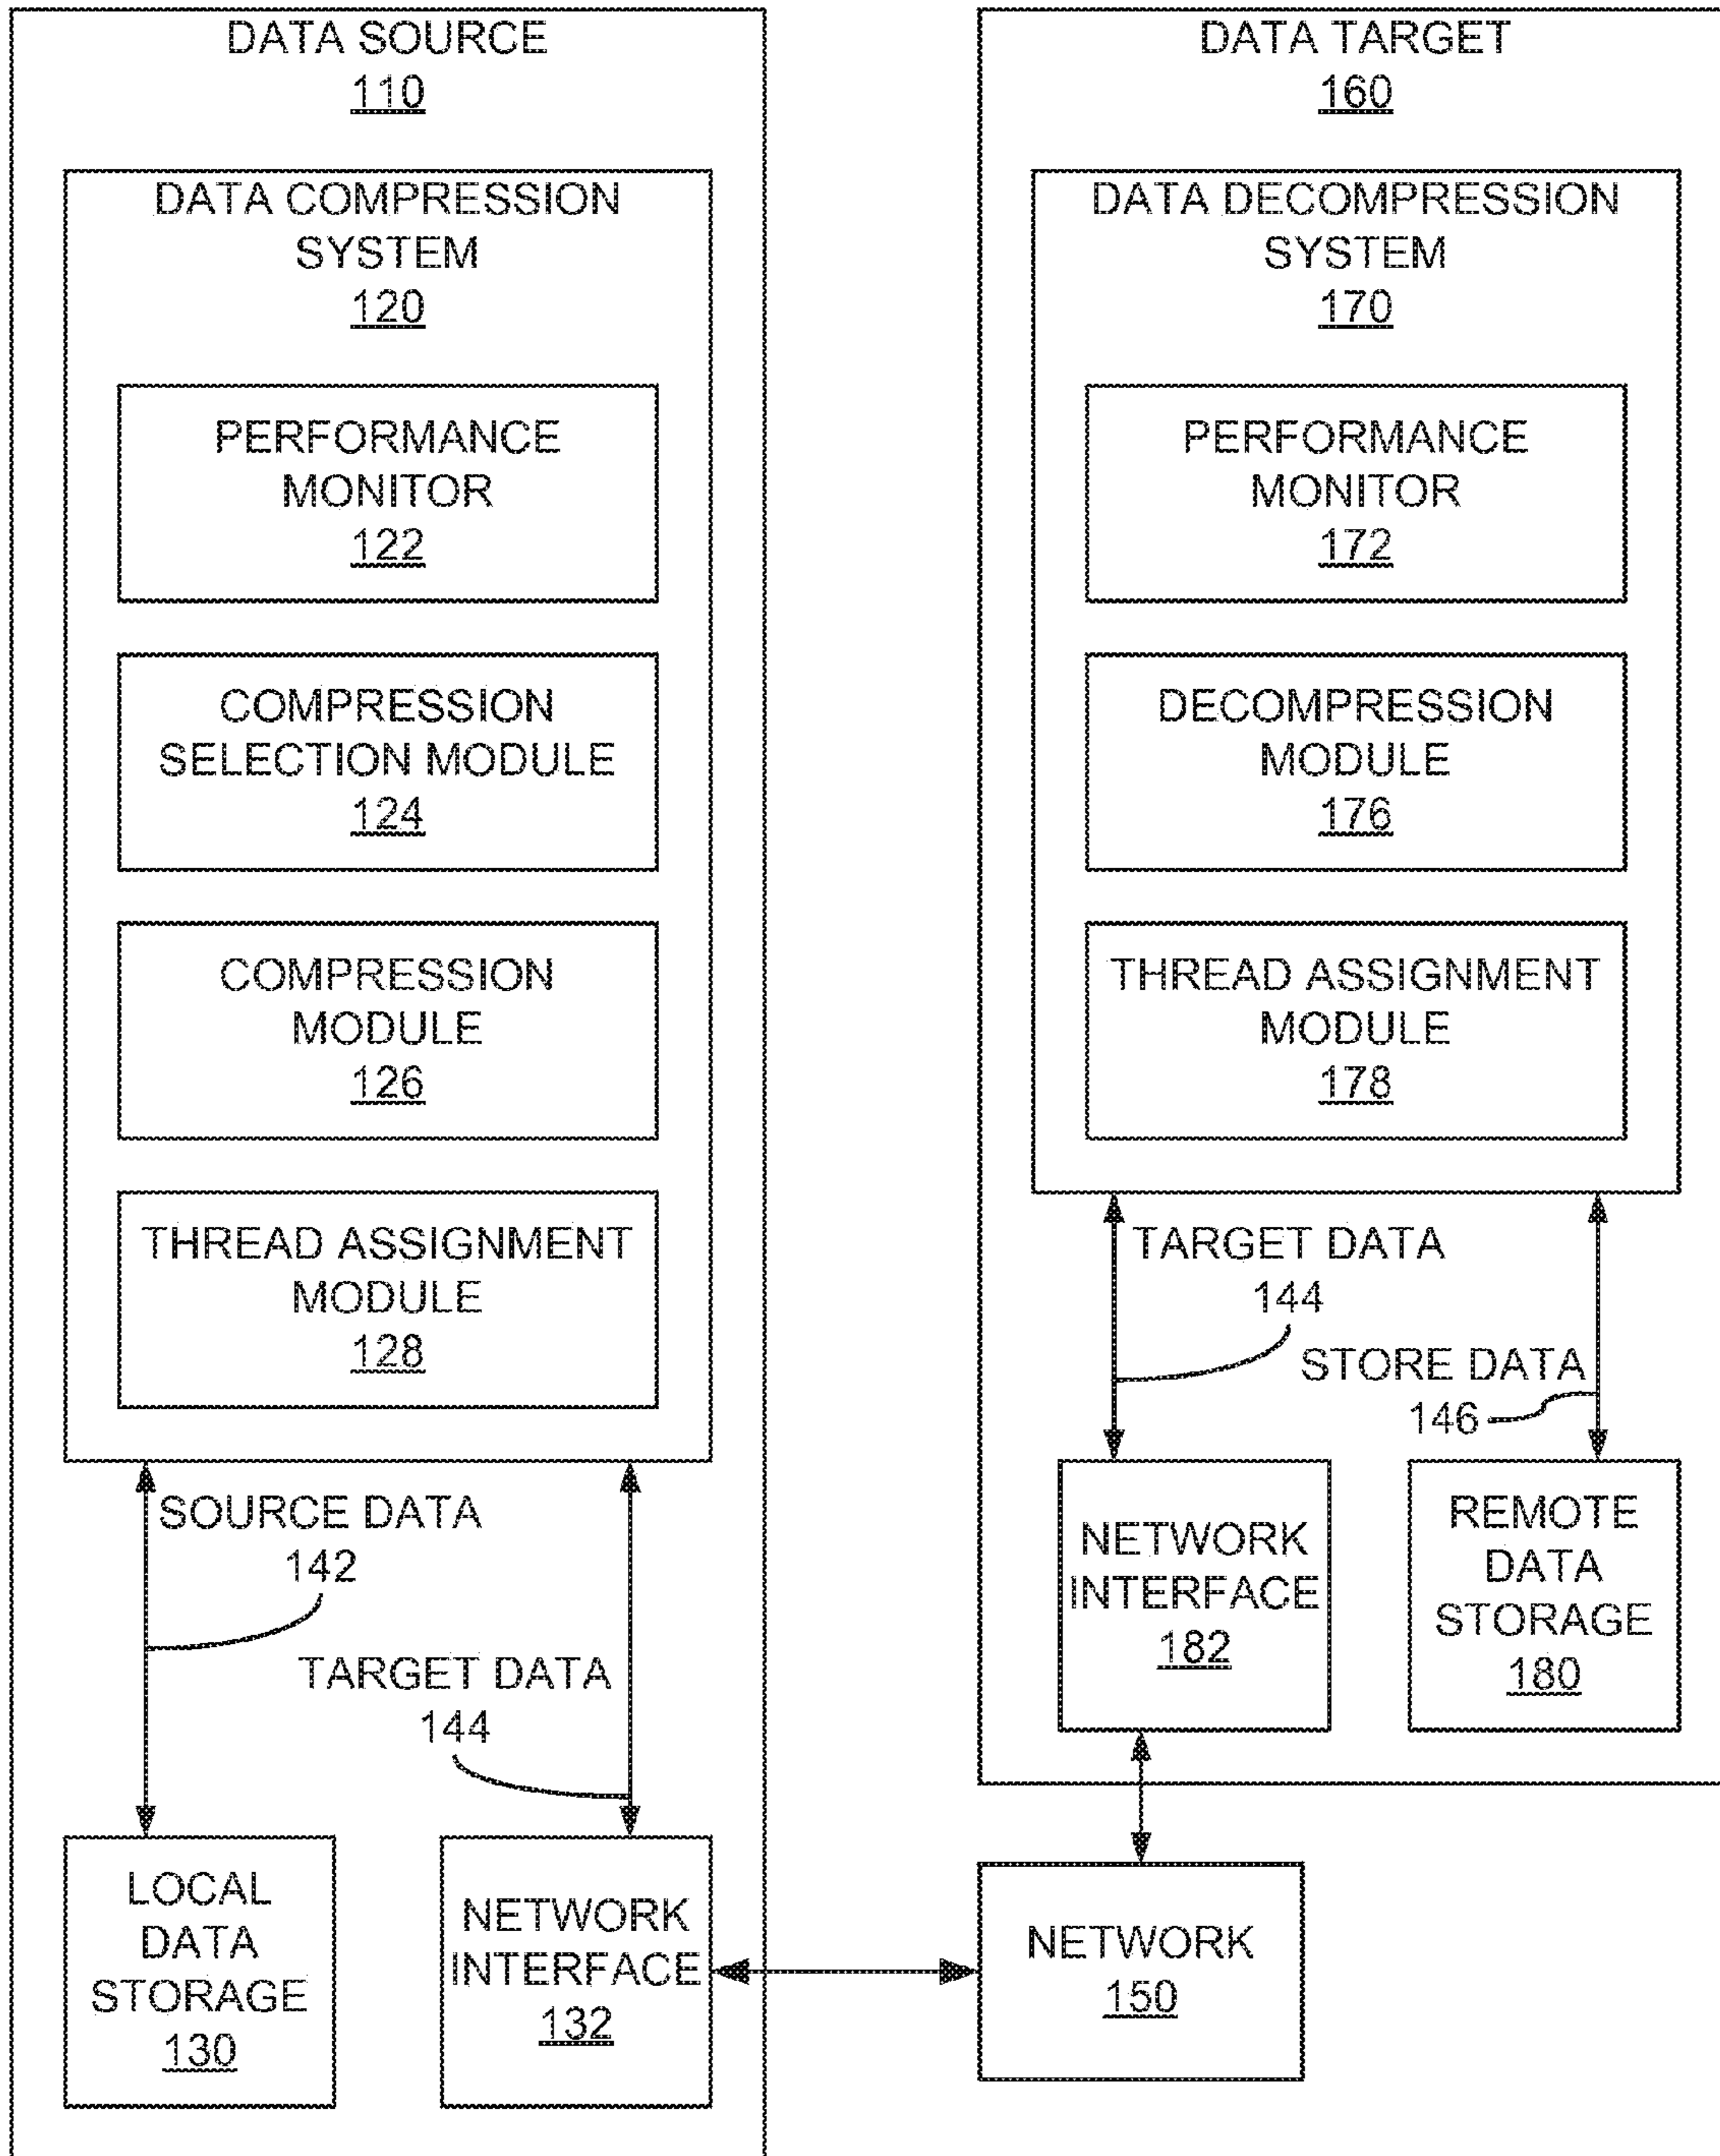 DATA SOURCE
110
DATA COMPRESSION
SYSTEM
120
PERFORMANCE
MONITOR
122
COMPRESSION
SELECTION MODULE
124
COMPRESSION
MODULE
126
THREAD ASSIGNMENT
MODULE
128
SOURCE DATA
142
TARGET DATA
144
LOCAL
DATA
STORAGE
130
NETWORK
INTERFACE
132
DATA TARGET
160
DATA DECOMPRESSION
SYSTEM
170
PERFORMANCE
MONITOR
172
DECOMPRESSION
MODULE
176
THREAD ASSIGNMENT
MODULE
178
TARGET DATA
144
STORE DATA
146
NETWORK
INTERFACE
182
REMOTE
DATA
STORAGE
180
NETWORK
150